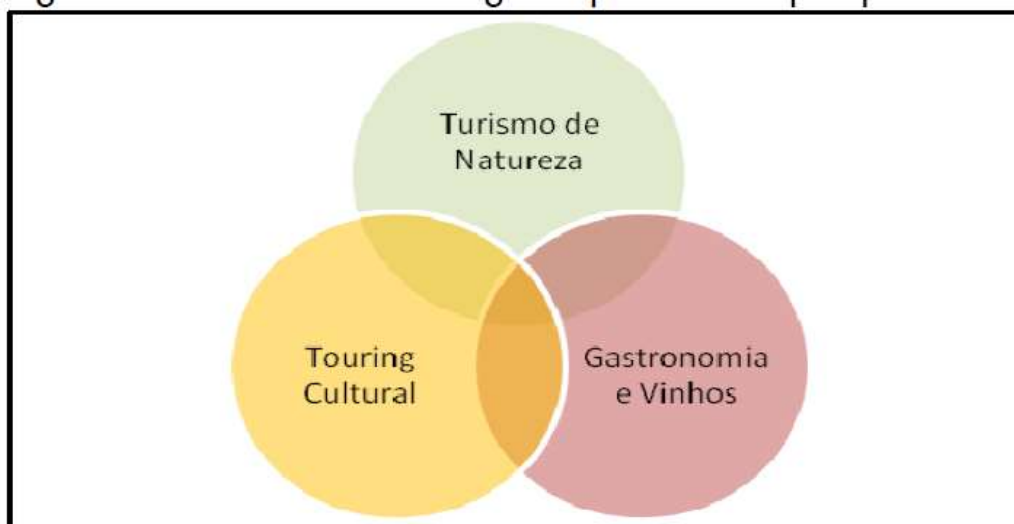 Turismo de
Natureza
Touring
Cultural
Gastronomia
e Vinhos